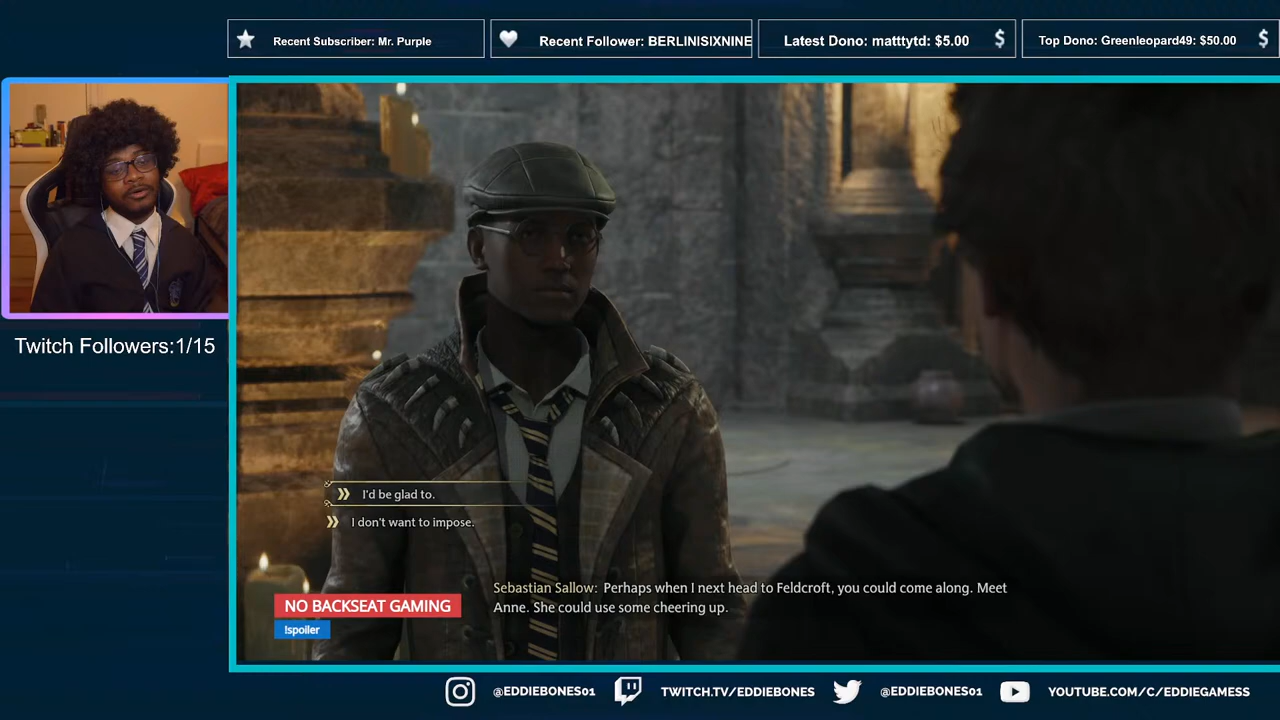 Recent Subscriber: Mr. Purple
Recent Follower: BERLINISIXNINE
Latest Dono: matttytd: $5.00
$
Top Dono: Greenleopard49: $50.00
$
Twitch Followers:1/15
I'd be glad to.
I don't want to impose.
Sebastian Sallow: Perhaps when I next head to Feldcroft, you could come along. Meet
Anne. She could use some cheering up.
NO BACKSEAT GAMING
!spoiler
@EDDIEBONES01
TWITCH.TV/EDDIEBONES
@EDDIEBONES01
YOUTUBE.COM/C/EDDIEGAMESS